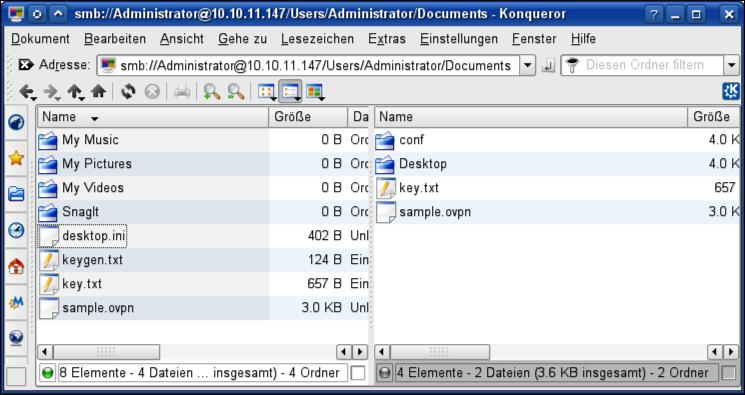 smb://Administrator@10.10.11.147/Users/Administrator/Documents - Konqueror
Dokument Bearbeiten Ansicht Gehe zu Lesezeichen Extras Einstellungen Fenster Hilfe
Adresse: smb://Administrator@10.10.11.147/Users/Administrator/Documents Diesen Ordner filtern
Name Größe Da
My Music 0 B Ord
My Pictures 0 B Ord
My Videos 0 B Ord
SnagIt 0 B Ord
desktop.ini 402 B Unl
keygen.txt 124 B Ein
key.txt 657 B Ein
sample.ovpn 3.0 KB Unl
8 Elemente - 4 Dateien ... insgesamt) - 4 Ordner
Name Größe
conf 4.0 K
Desktop 4.0 K
key.txt 657
sample.ovpn 3.0 K
4 Elemente - 2 Dateien (3.6 KB insgesamt) - 2 Ordner